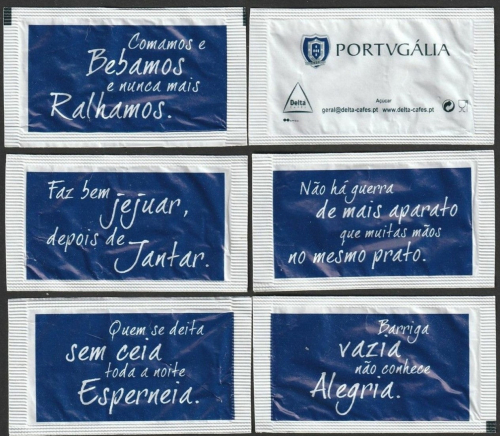 Comamos e
Bebamos
e nunca mais
Ralhamos.
PORTVGÁLIA
Delta
Açúcar
geral@delta-cafes.pt www.delta-cafes.pt
Faz bem
jejuar,
depois de
Jantar.
Não há guerra
de mais aparato
que muitas mãos
no mesmo prato.
Quem se deita
sem ceia
toda a noite
Esperneia.
Barriga
vazia
não conhece
Alegria.